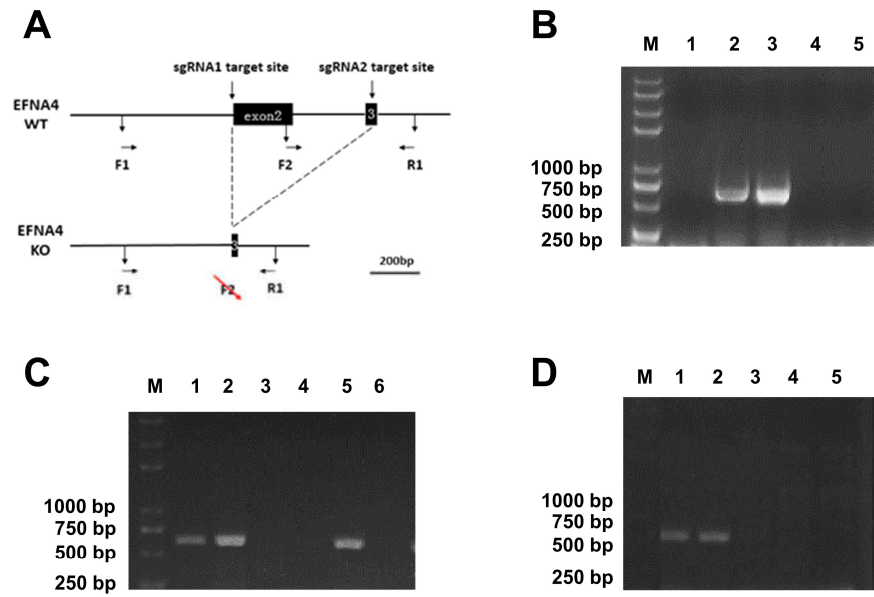 A
sgRNA1 target site
sgRNA2 target site
EFNA4
WT
exon2
3
F1
F2
R1
EFNA4
KO
3
F1
F2
R1
200bp
B
M 1 2 3 4 5
1000 bp
750 bp
500 bp
250 bp
C
M 1 2 3 4 5 6
1000 bp
750 bp
500 bp
250 bp
D
M 1 2 3 4 5
1000 bp
750 bp
500 bp
250 bp